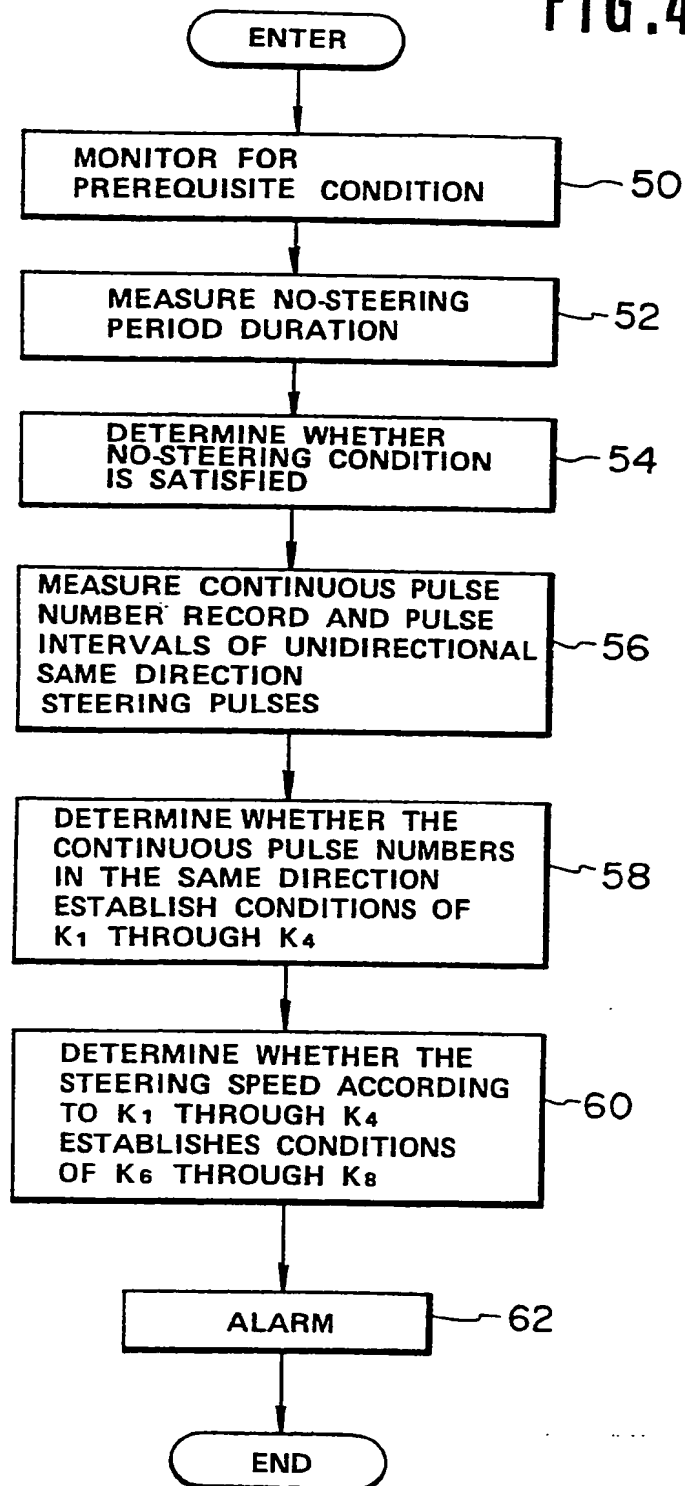 FIG.4
ENTER
MONITOR FOR
PREREQUISITE CONDITION
50
MEASURE NO-STEERING
PERIOD DURATION
52
DETERMINE WHETHER
NO-STEERING CONDITION
IS SATISFIED
54
MEASURE CONTINUOUS PULSE
NUMBER RECORD AND PULSE
INTERVALS OF UNIDIRECTIONAL
SAME DIRECTION
STEERING PULSES
56
DETERMINE WHETHER THE
CONTINUOUS PULSE NUMBERS
IN THE SAME DIRECTION
ESTABLISH CONDITIONS OF
K1 THROUGH K4
58
DETERMINE WHETHER THE
STEERING SPEED ACCORDING
TO K1 THROUGH K4
ESTABLISHES CONDITIONS
OF K6 THROUGH K8
60
ALARM
62
END